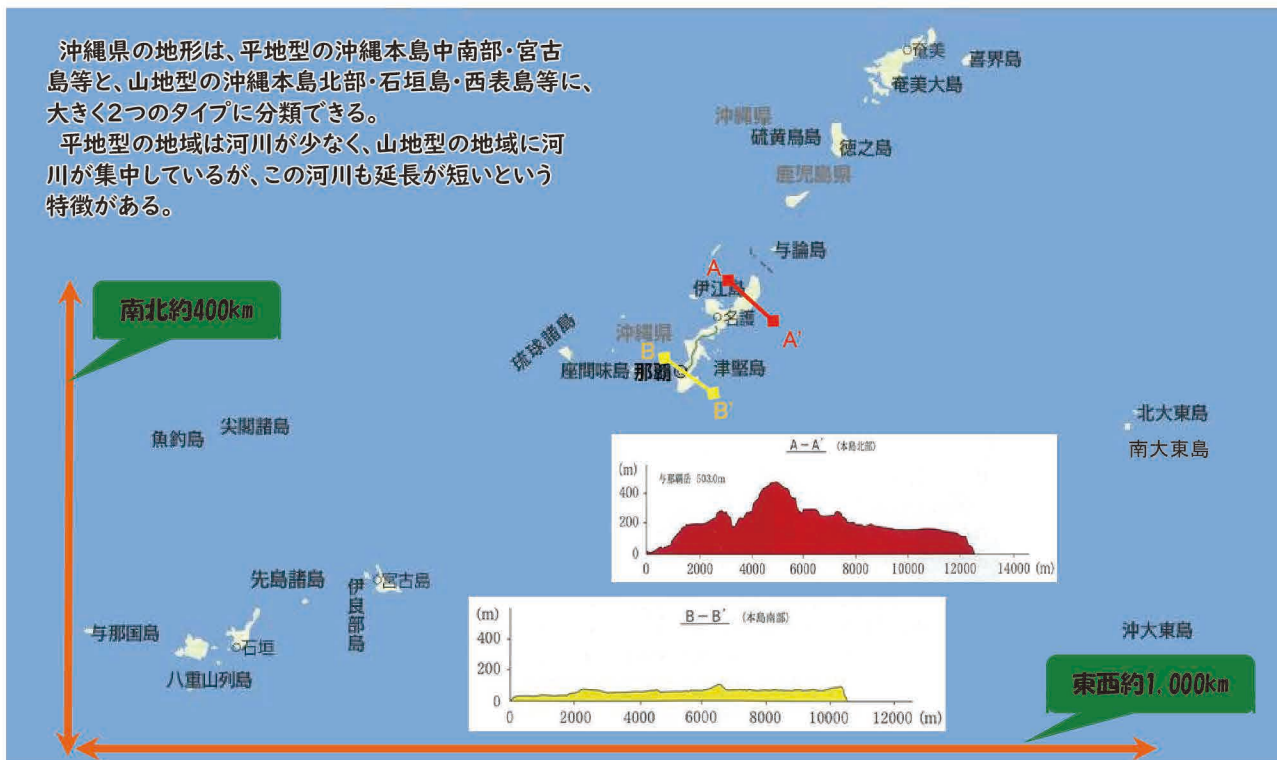 沖縄県の地形は、平地型の沖縄本島中南部・宮古
島等と、山地型の沖縄本島北部・石垣島・西表島等に、
大きく2つのタイプに分類できる。
平地型の地域は河川が少なく、山地型の地域に河
川が集中しているが、この河川も延長が短いという
特徴がある。
奄美
喜界島
奄美大島
沖縄県
硫黄鳥島
徳之島
鹿児島県
与論島
A
伊江島
名護
A'
南北約400km
沖縄県
琉球諸島
B
座間味島
那覇
津堅島
B'
北大東島
南大東島
魚釣島
尖閣諸島
A-A' (本島北部)
(m)
与那覇岳 503.0m
400
200
0
0 2000 4000 6000 8000 10000 12000 14000 (m)
先島諸島
伊良部島
宮古島
与那国島
石垣
八重山列島
B-B' (本島南部)
(m)
400
200
0
0 2000 4000 6000 8000 10000 12000 (m)
沖大東島
東西約1,000km